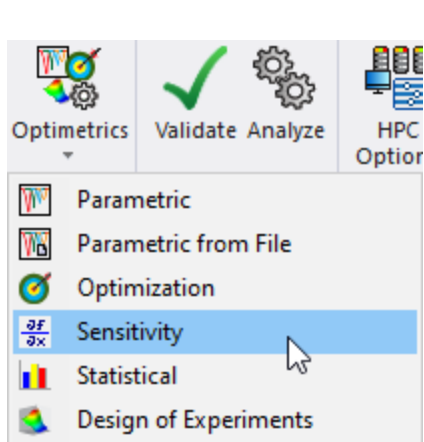 Optimetrics Validate Analyze HPC
Option
Parametric
Parametric from File
Optimization
∂f
∂x Sensitivity
Statistical
Design of Experiments